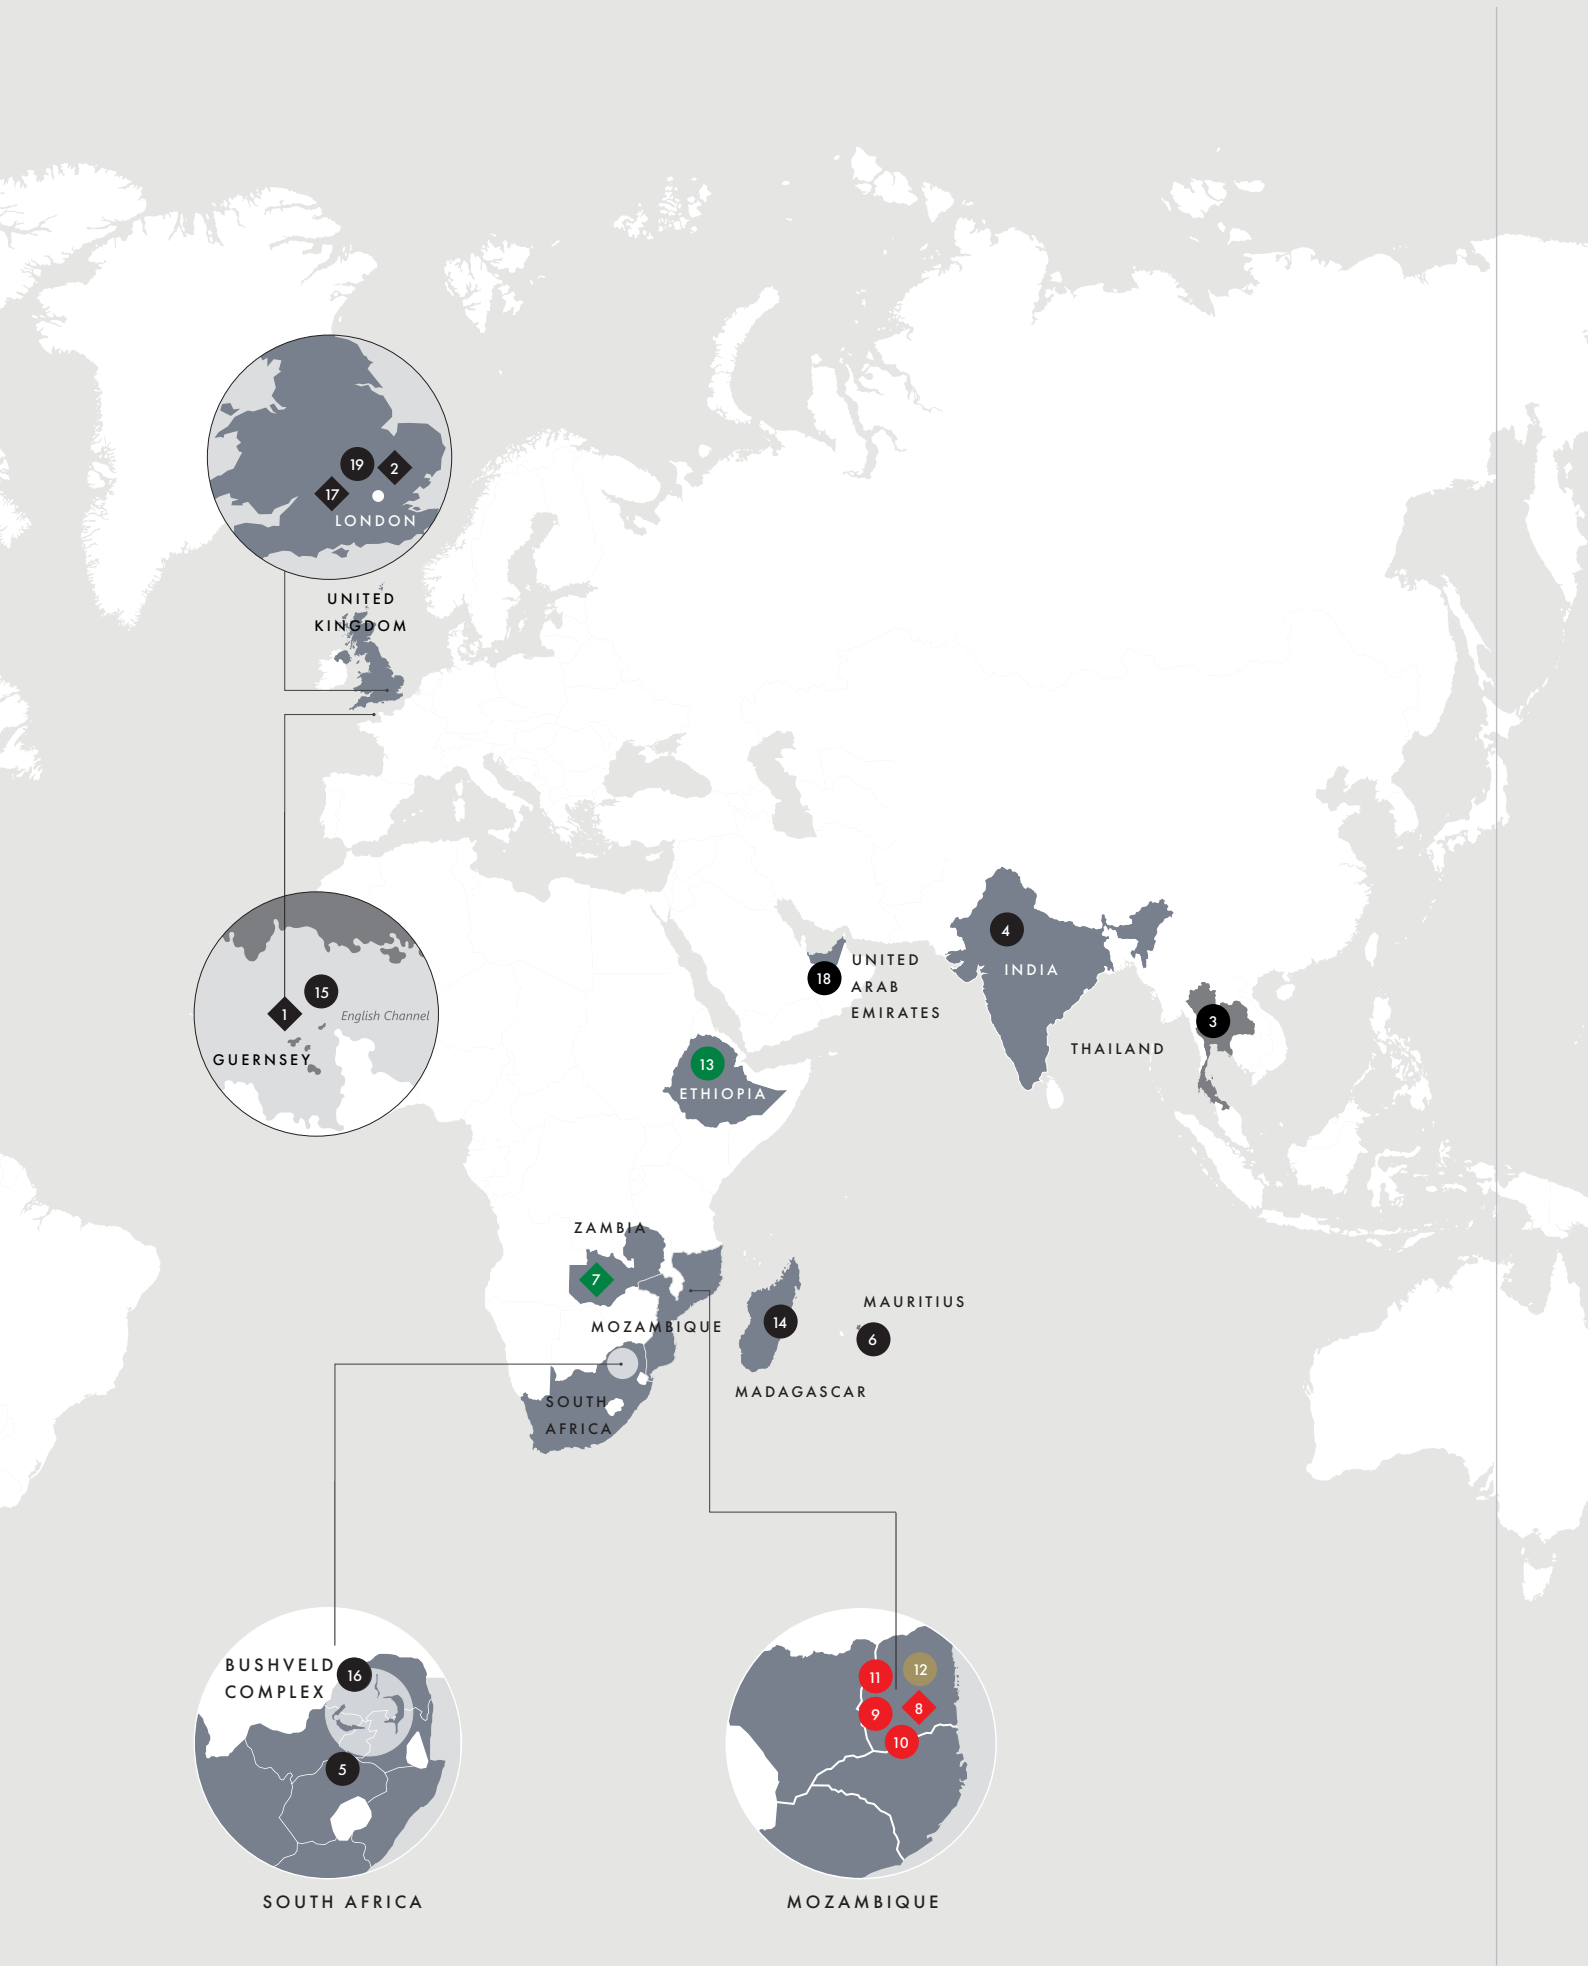 19
2
17
LONDON
UNITED
KINGDOM
15
1
English Channel
GUERNSEY
4
INDIA
18
UNITED
ARAB
EMIRATES
3
THAILAND
13
ETHIOPIA
ZAMBIA
7
MOZAMBIQUE
14
MADAGASCAR
MAURITIUS
6
SOUTH
AFRICA
BUSHVELD
COMPLEX
16
5
SOUTH AFRICA
11
12
9
8
10
MOZAMBIQUE